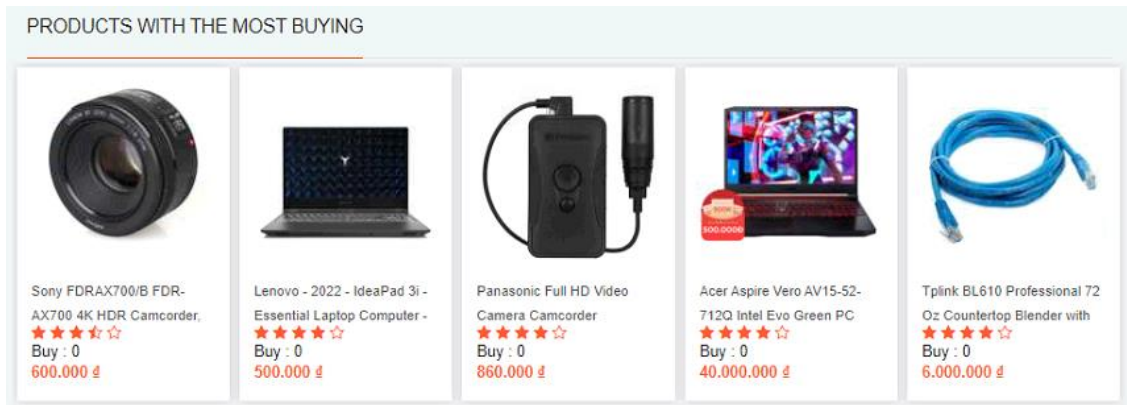 PRODUCTS WITH THE MOST BUYING
Sony FDRAX700/B FDR-
AX700 4K HDR Camcorder,
Buy : 0
600.000 ₫
Lenovo - 2022 - IdeaPad 3i -
Essential Laptop Computer -
Buy : 0
500.000 ₫
Panasonic Full HD Video
Camera Camcorder
Buy : 0
860.000 ₫
500.000Đ
Acer Aspire Vero AV15-52-
712Q Intel Evo Green PC
Buy : 0
40.000.000 ₫
Tplink BL610 Professional 72
Oz Countertop Blender with
Buy : 0
6.000.000 ₫